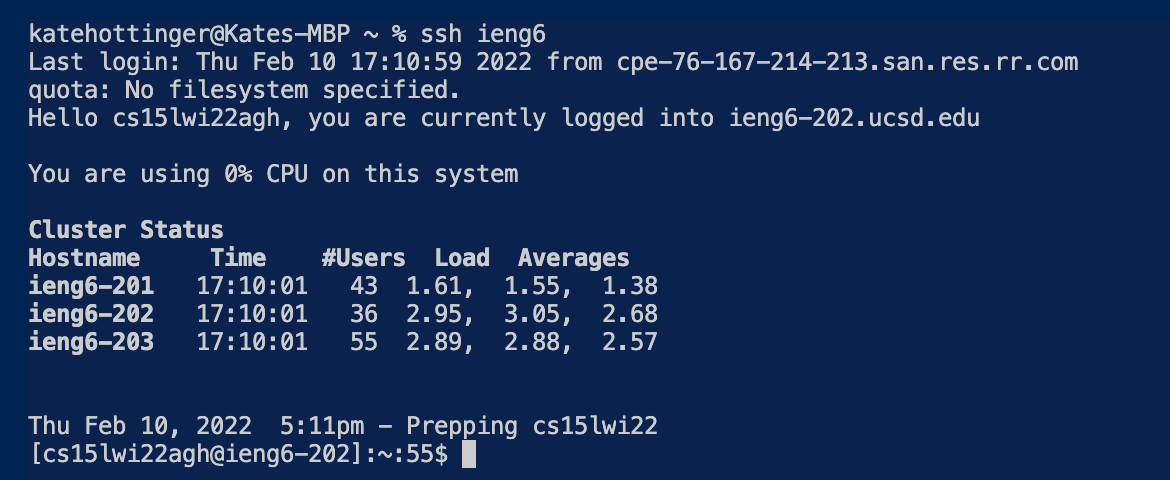 katehottinger@Kates-MBP ~ % ssh ieng6
Last login: Thu Feb 10 17:10:59 2022 from cpe-76-167-214-213.san.res.rr.com
quota: No filesystem specified.
Hello cs15lwi22agh, you are currently logged into ieng6-202.ucsd.edu
You are using 0% CPU on this system
Cluster Status
Hostname     Time    #Users  Load  Averages
ieng6-201   17:10:01   43  1.61,  1.55,  1.38
ieng6-202   17:10:01   36  2.95,  3.05,  2.68
ieng6-203   17:10:01   55  2.89,  2.88,  2.57
Thu Feb 10, 2022  5:11pm - Prepping cs15lwi22
[cs15lwi22agh@ieng6-202]:~:55$